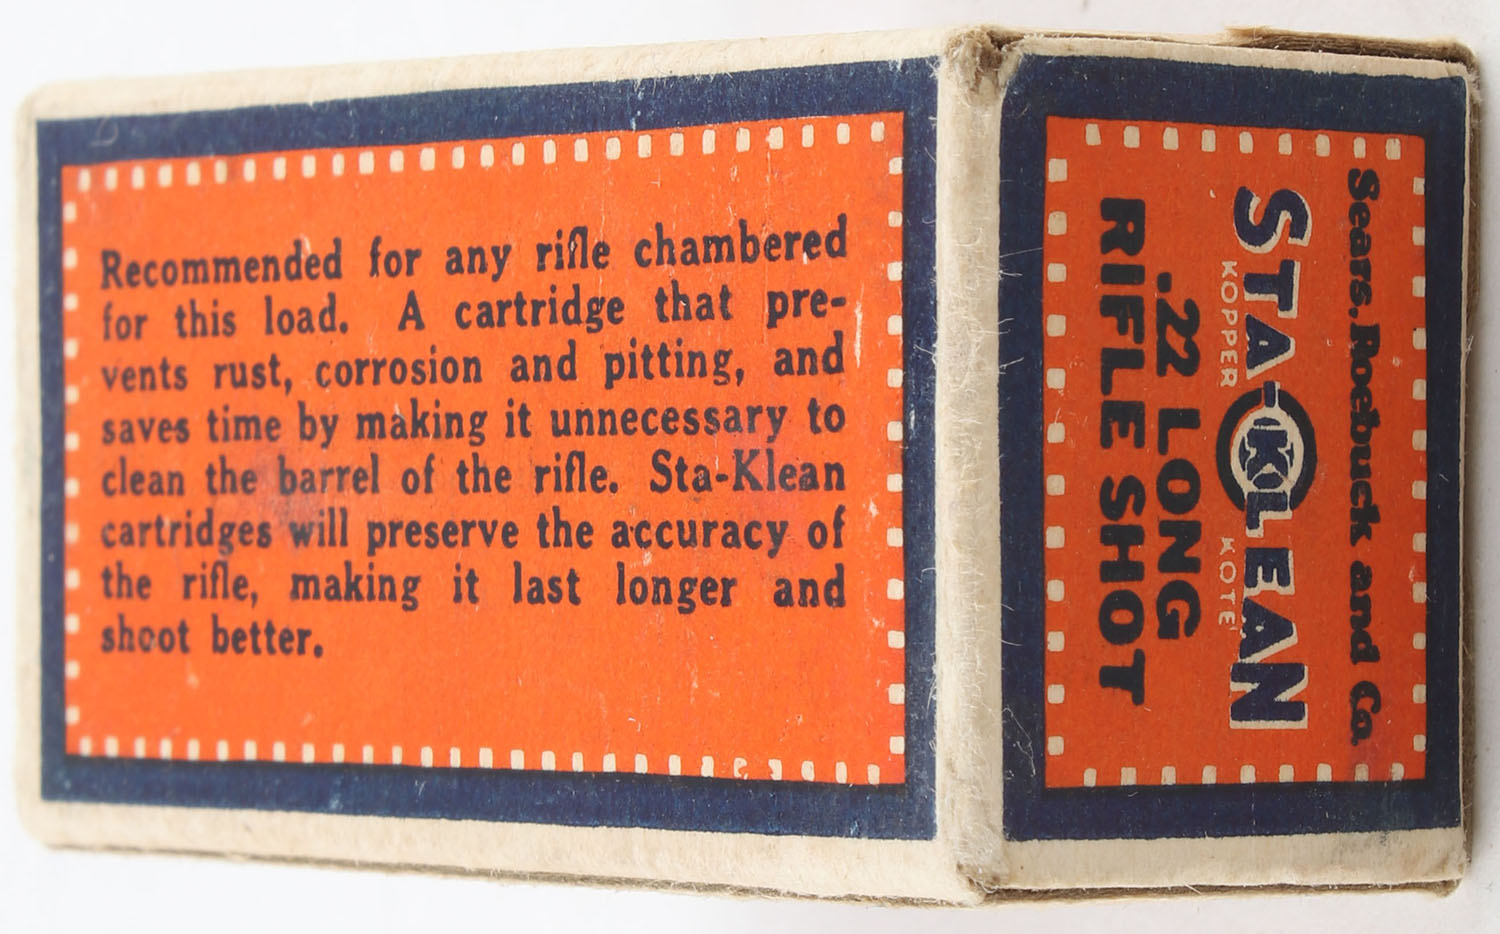 Recommended for any rifle chambered
for this load. A cartridge that pre-
vents rust, corrosion and pitting, and
saves time by making it unnecessary to
clean the barrel of the rifle. Sta-Klean
cartridges will preserve the accuracy of
the rifle, making it last longer and
shoot better.
Sears, Roebuck and Co.
STA-KLEAN
KOPPER KOTE
.22 LONG
RIFLE SHOT